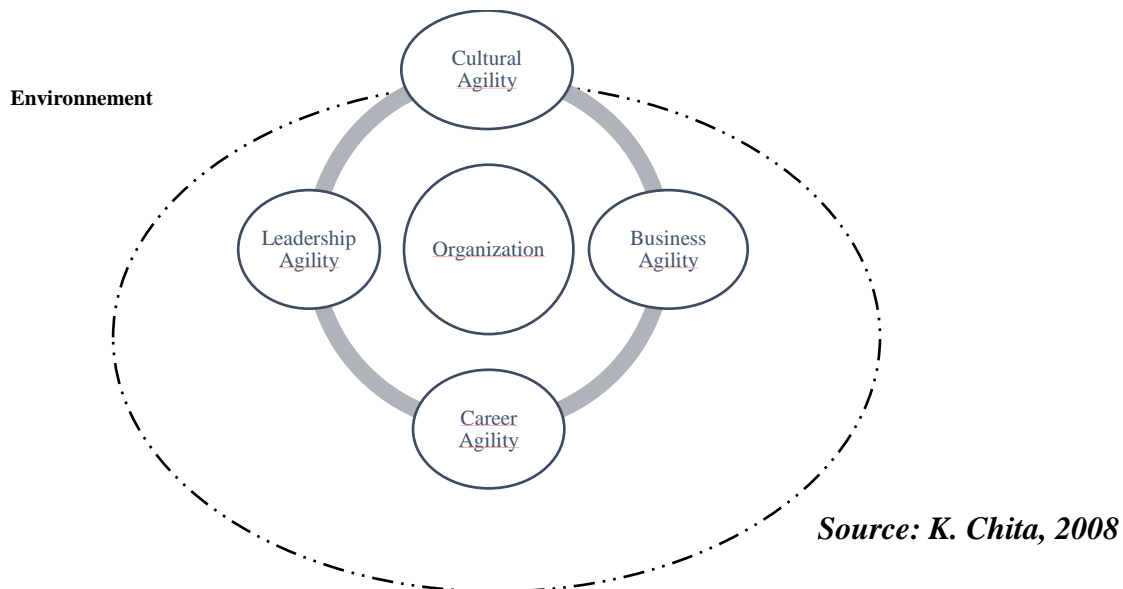 Cultural
Agility
Environnement
Leadership
Agility
Organization
Business
Agility
Career
Agility
Source: K. Chita, 2008